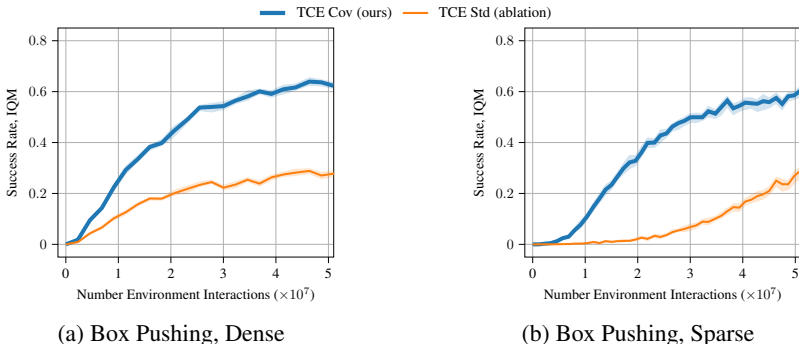 TCE Cov (ours) TCE Std (ablation)
0.8
0.6
0.4
0.2
0
Success Rate, IQM
0 1 2 3 4 5
Number Environment Interactions (×10⁷)
(a) Box Pushing, Dense
0.8
0.6
0.4
0.2
0
Success Rate, IQM
0 1 2 3 4 5
Number Environment Interactions (×10⁷)
(b) Box Pushing, Sparse